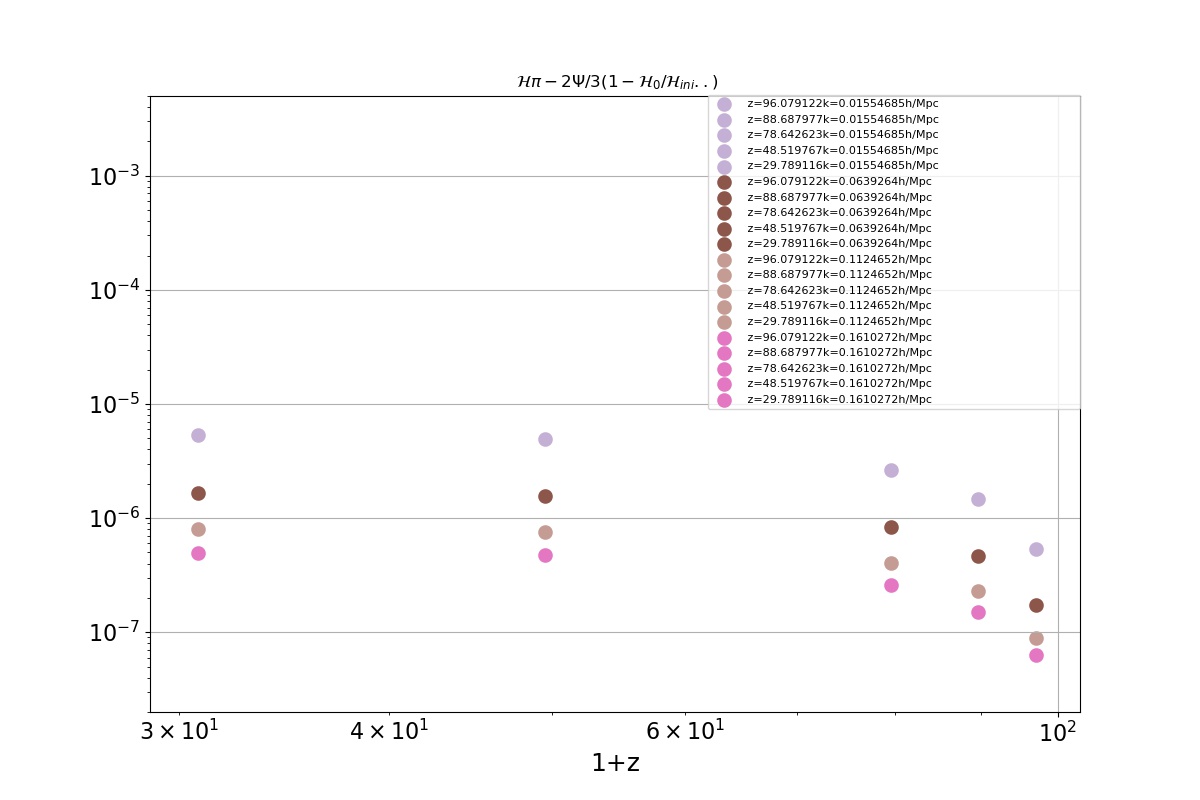 ℋπ − 2Ψ/3(1 − ℋ₀/ℋᵢₙᵢ. . )
z=96.079122k=0.01554685h/Mpc
z=88.687977k=0.01554685h/Mpc
z=78.642623k=0.01554685h/Mpc
z=48.519767k=0.01554685h/Mpc
z=29.789116k=0.01554685h/Mpc
z=96.079122k=0.0639264h/Mpc
z=88.687977k=0.0639264h/Mpc
z=78.642623k=0.0639264h/Mpc
z=48.519767k=0.0639264h/Mpc
z=29.789116k=0.0639264h/Mpc
z=96.079122k=0.1124652h/Mpc
z=88.687977k=0.1124652h/Mpc
z=78.642623k=0.1124652h/Mpc
z=48.519767k=0.1124652h/Mpc
z=29.789116k=0.1124652h/Mpc
z=96.079122k=0.1610272h/Mpc
z=88.687977k=0.1610272h/Mpc
z=78.642623k=0.1610272h/Mpc
z=48.519767k=0.1610272h/Mpc
z=29.789116k=0.1610272h/Mpc
10⁻³
10⁻⁴
10⁻⁵
10⁻⁶
10⁻⁷
3 × 10¹ 4 × 10¹ 6 × 10¹ 10²
1+z